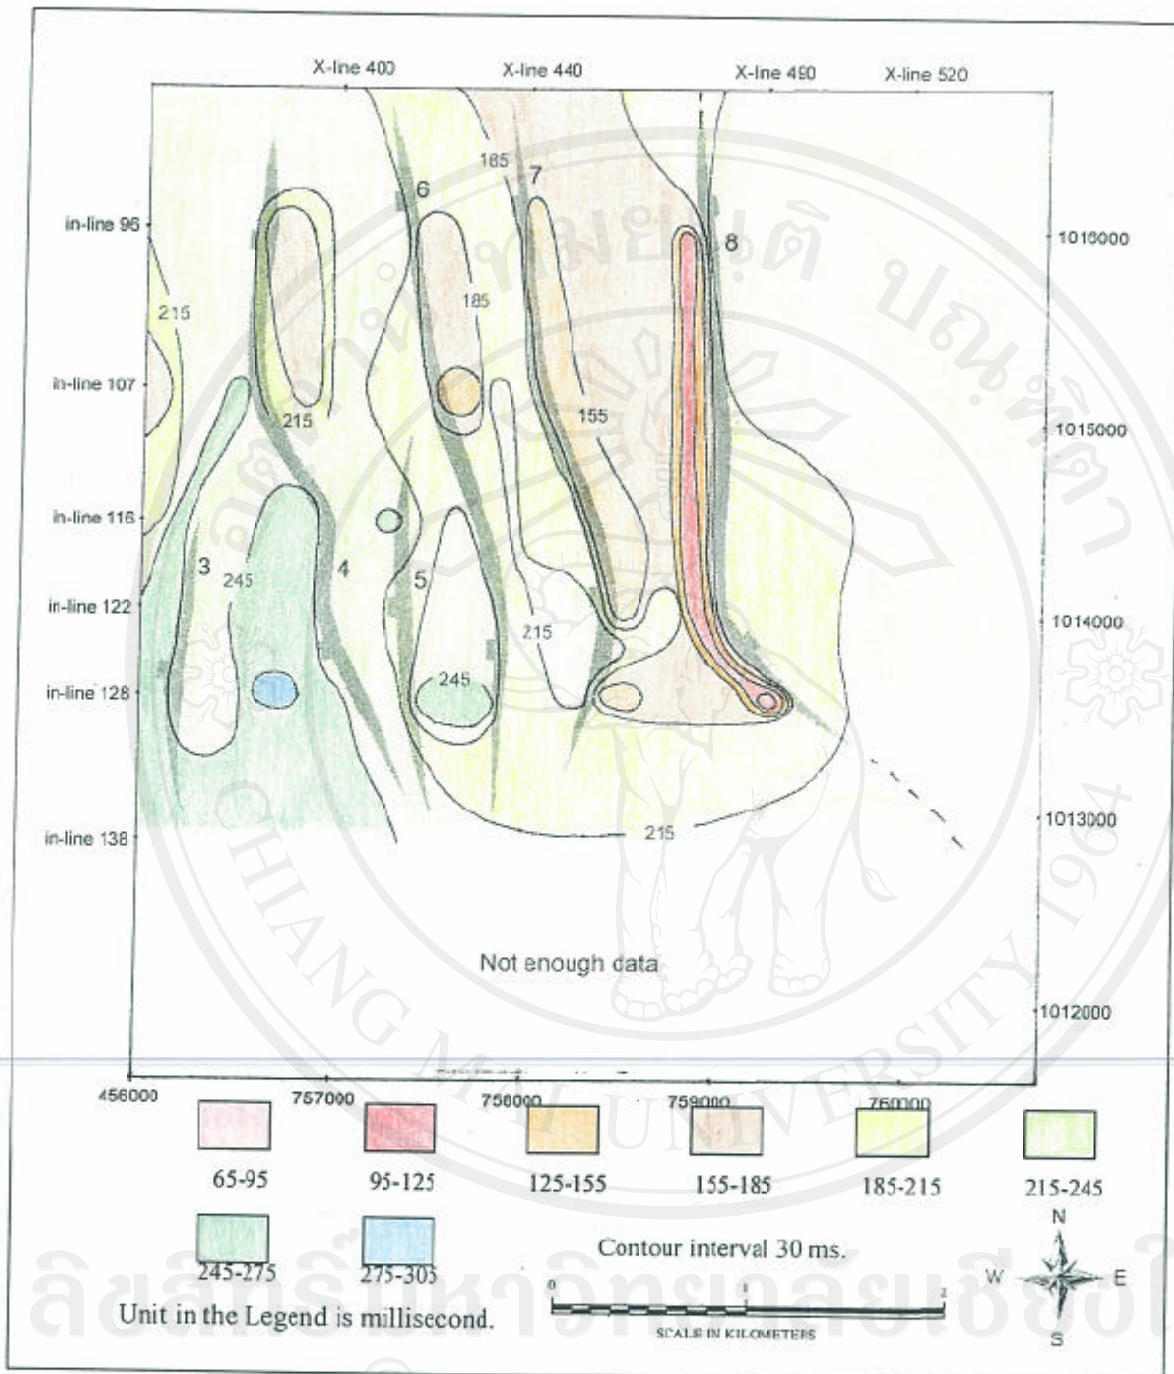 X-line 400 X-line 440 X-line 490 X-line 520
185 7
6
in-line 96 1016000
8
185
215
in-line 107
155
215 1015000
in-line 116
3 245 4 5
in-line 122 1014000
215
245
in-line 128
1013000
215
in-line 138
Not enough data
1012000
456000 757000 758000 759000 760000
65-95 95-125 125-155 155-185 185-215 215-245
N
Contour interval 30 ms.
245-275 275-305
W E
0 1 2
Unit in the Legend is millisecond.
SCALE IN KILOMETERS
S
CHIANG MAI UNIVERSITY 1964